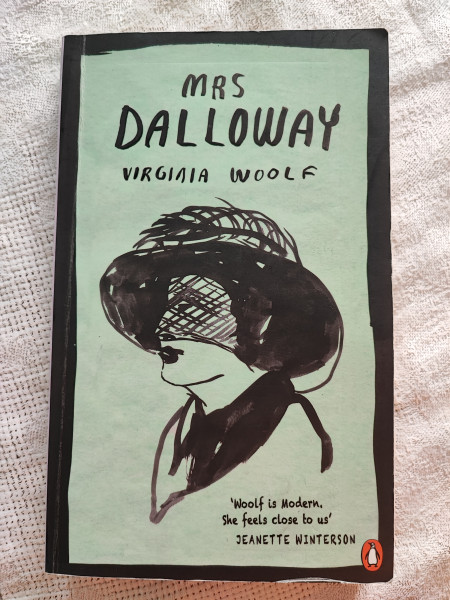 MRS
DALLOWAY
VIRGINIA WOOLF
'Woolf is Modern.
She feels close to us'
JEANETTE WINTERSON